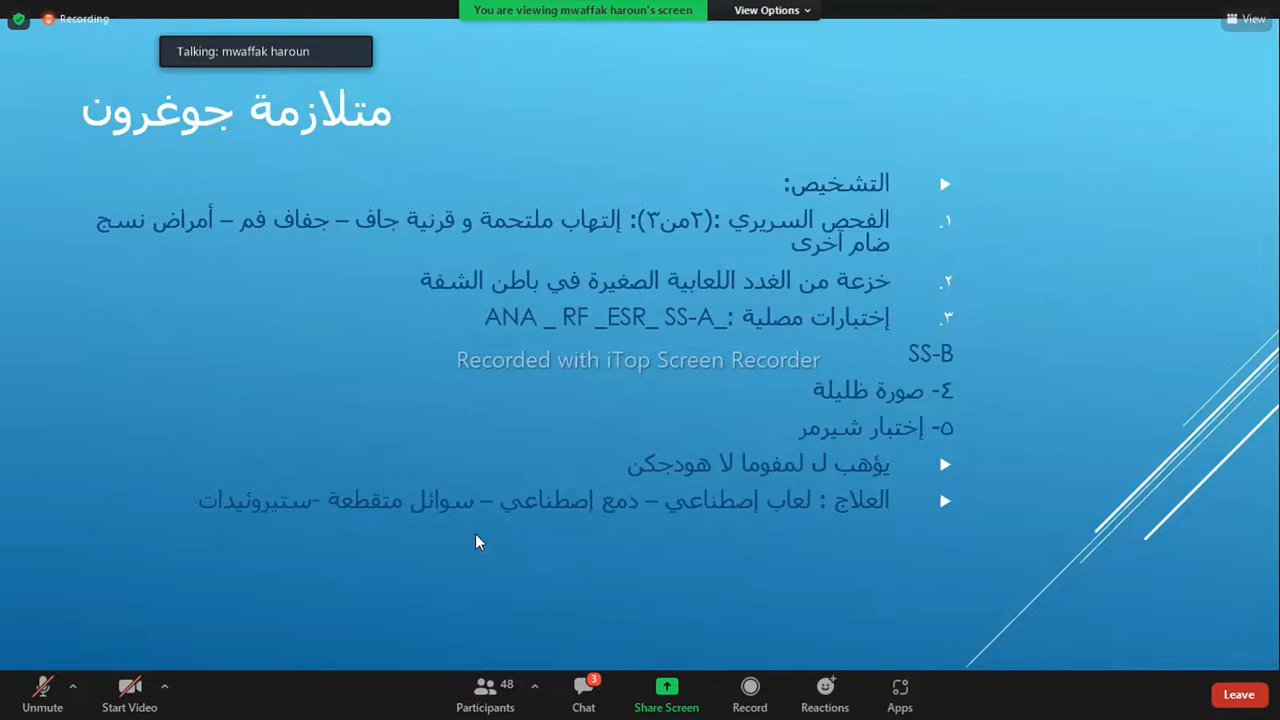 Recording
You are viewing mwaffak haroun's screen
View Options
View
Talking: mwaffak haroun
متلازمة جوغرون
التشخيص:
١. الفحص السريري :(٢من٣): إلتهاب ملتحمة و قرنية جاف – جفاف فم – أمراض نسج
ضام آخرى
٢. خزعة من الغدد اللعابية الصغيرة في باطن الشفة
٣. إختبارات مصلية :_ANA _ RF _ESR_ SS-A
SS-B
Recorded with iTop Screen Recorder
٤- صورة ظليلة
٥- إختبار شيرمر
يؤهب ل لمفوما لا هودجكن
العلاج : لعاب إصطناعي – دمع إصطناعي – سوائل متقطعة -ستيروئيدات
Unmute
Start Video
48
Participants
3
Chat
Share Screen
Record
Reactions
Apps
Leave